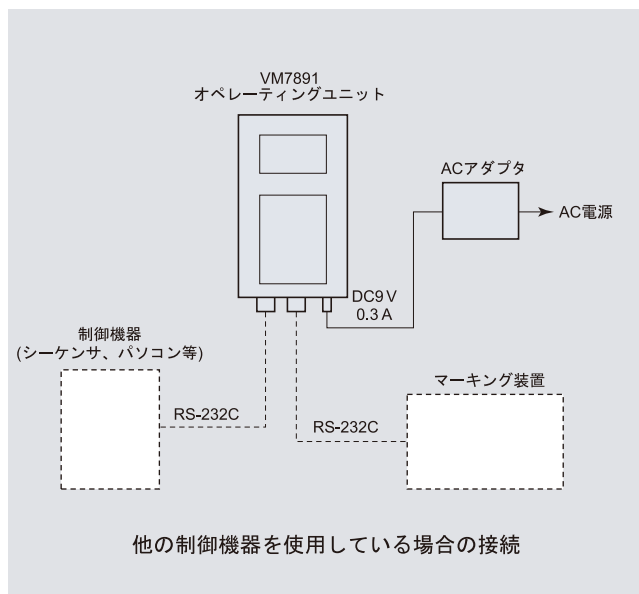 VM7891
オペレーティングユニット
ACアダプタ
AC電源
DC9 V
0.3 A
制御機器
(シーケンサ、パソコン等)
マーキング装置
RS-232C
RS-232C
他の制御機器を使用している場合の接続